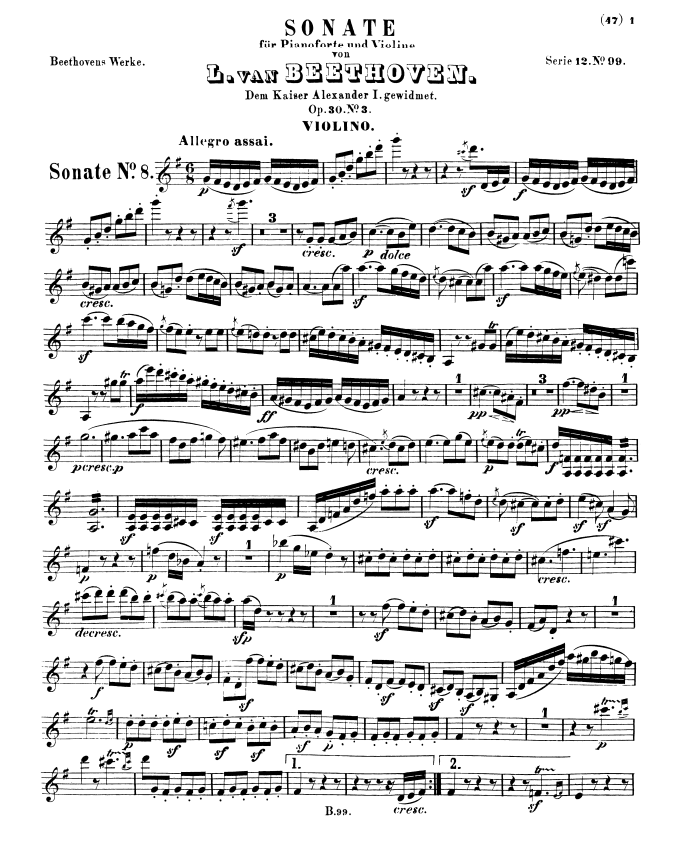 (47) 1
SONATE
für Pianoforte und Violine
von
Beethovens Werke.
Serie 12. No. 99.
L. VAN BEETHOVEN.
Dem Kaiser Alexander I. gewidmet.
Op. 30. No. 3.
VIOLINO.
Allegro assai.
Sonate No. 8.
6
8
p sf f
sf 3 cresc. p dolce
cresc. sf
sf sf tr
tr f ff 1 pp 3 pp 1
p cresc. p cresc. sf
sf sf sf sf
p 1 p cresc.
decresc. sfp 1 1
f sf sf sf tr
tr sf sf sf 1 tr
tr sf sf 1. cresc. 2. sf tr
B. 99.